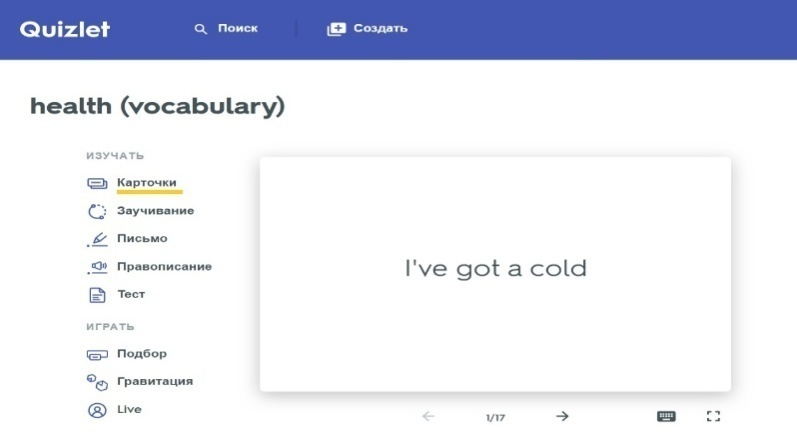 Quizlet
Поиск
Создать
health (vocabulary)
ИЗУЧАТЬ
Карточки
Заучивание
Письмо
Правописание
Тест
ИГРАТЬ
Подбор
Гравитация
Live
I've got a cold
1/17